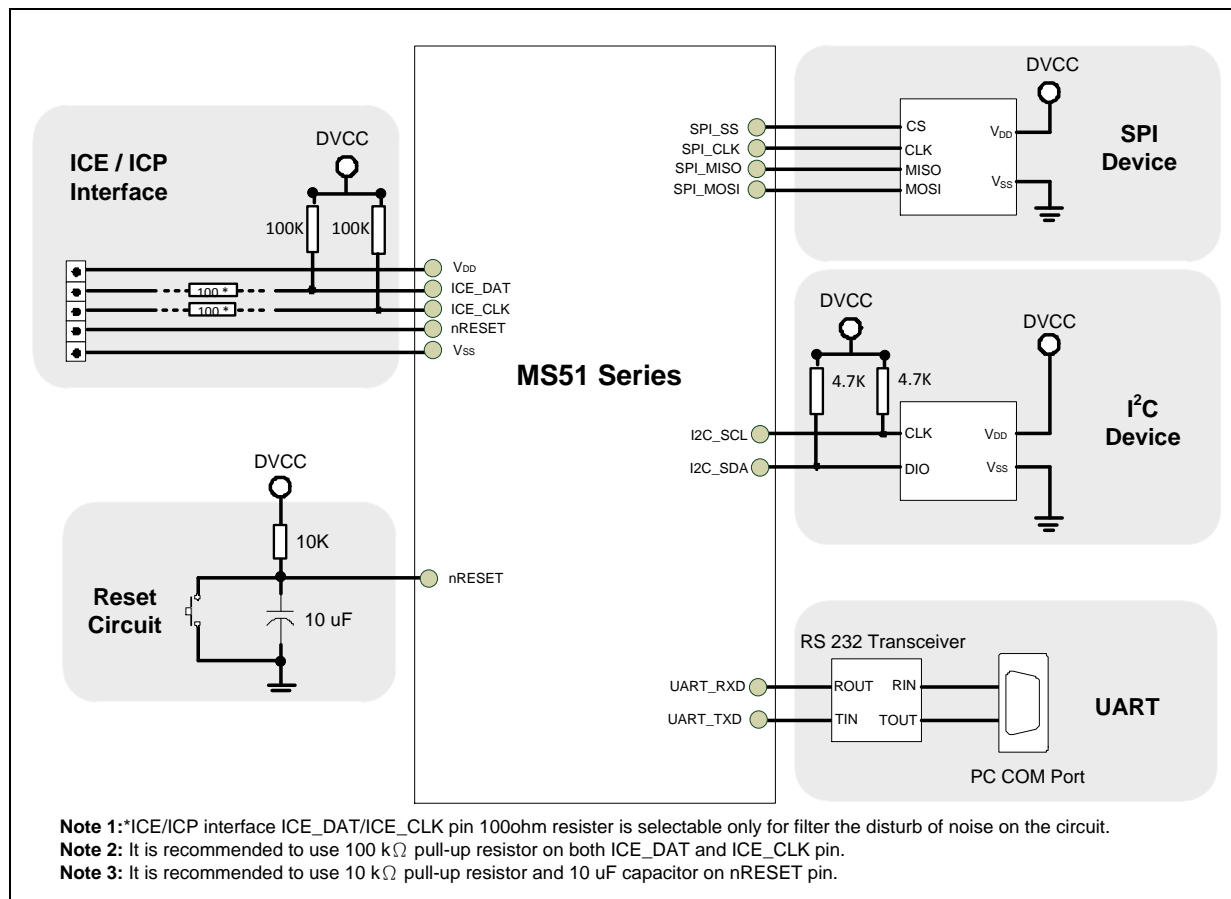 ICE / ICP
Interface
DVCC
100K
100K
100 *
100 *
VDD
ICE_DAT
ICE_CLK
nRESET
Vss
DVCC
10K
Reset
Circuit
10 uF
nRESET
MS51 Series
SPI_SS
SPI_CLK
SPI_MISO
SPI_MOSI
CS
CLK
MISO
MOSI
VDD
VSS
DVCC
SPI
Device
DVCC
DVCC
4.7K
4.7K
I2C_SCL
I2C_SDA
CLK
DIO
VDD
VSS
I²C
Device
RS 232 Transceiver
UART_RXD
UART_TXD
ROUT
RIN
TIN
TOUT
UART
PC COM Port
Note 1:*ICE/ICP interface ICE_DAT/ICE_CLK pin 100ohm resister is selectable only for filter the disturb of noise on the circuit.
Note 2: It is recommended to use 100 kΩ pull-up resistor on both ICE_DAT and ICE_CLK pin.
Note 3: It is recommended to use 10 kΩ pull-up resistor and 10 uF capacitor on nRESET pin.